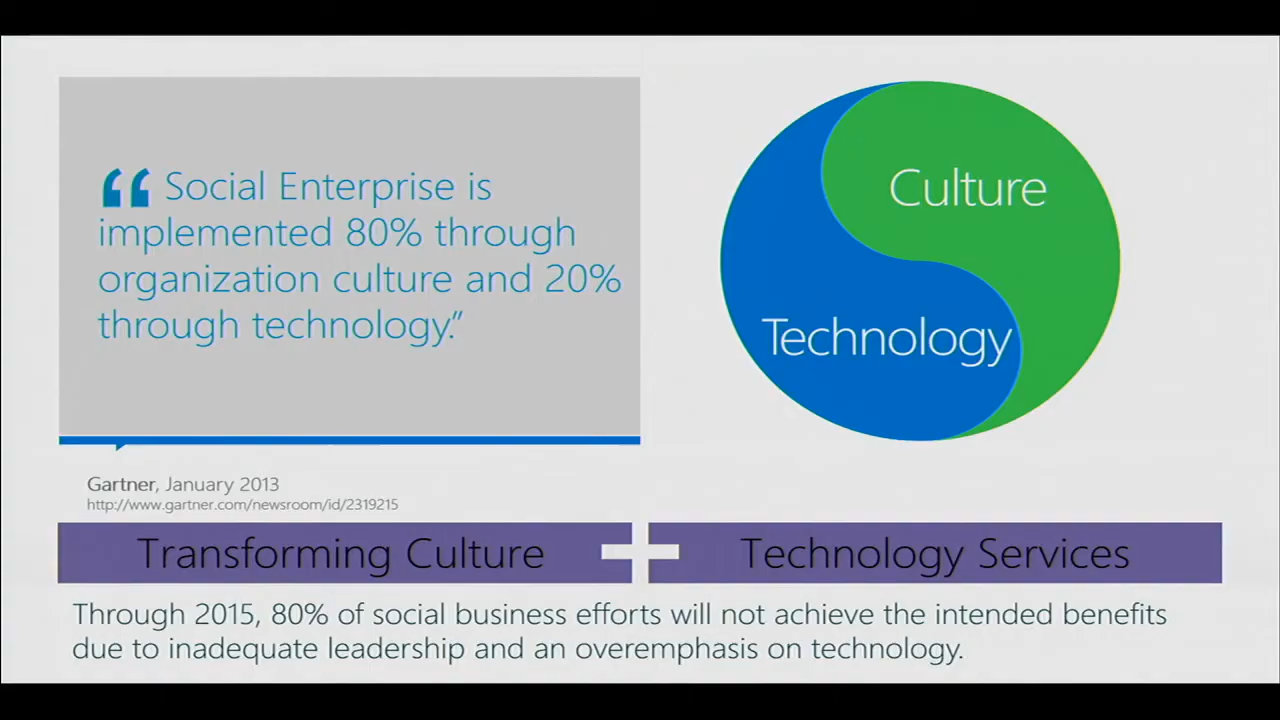 “ Social Enterprise is
implemented 80% through
organization culture and 20%
through technology.”
Culture
Technology
Gartner, January 2013
http://www.gartner.com/newsroom/id/2319215
Transforming Culture + Technology Services
Through 2015, 80% of social business efforts will not achieve the intended benefits
due to inadequate leadership and an overemphasis on technology.